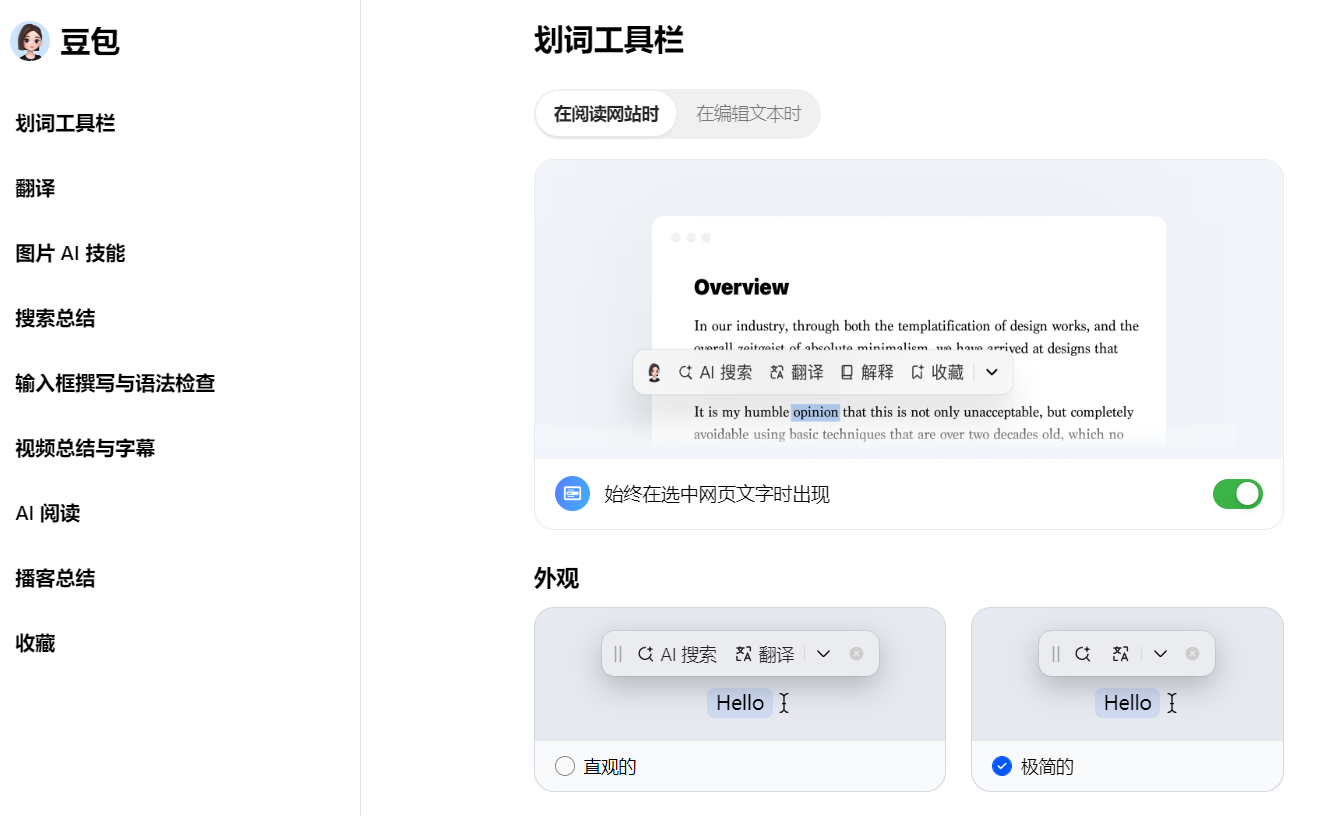 豆包
划词工具栏
翻译
图片 AI 技能
搜索总结
输入框撰写与语法检查
视频总结与字幕
AI 阅读
播客总结
收藏
划词工具栏
在阅读网站时 在编辑文本时
Overview
In our industry, through both the templatification of design works, and the
overall zeitgeist of absolute minimalism, we have arrived at designs that
AI 搜索 翻译 解释 收藏
It is my humble opinion that this is not only unacceptable, but completely
avoidable using basic techniques that are over two decades old, which no
始终在选中网页文字时出现
外观
AI 搜索 翻译
Hello
直观的
Hello
极简的